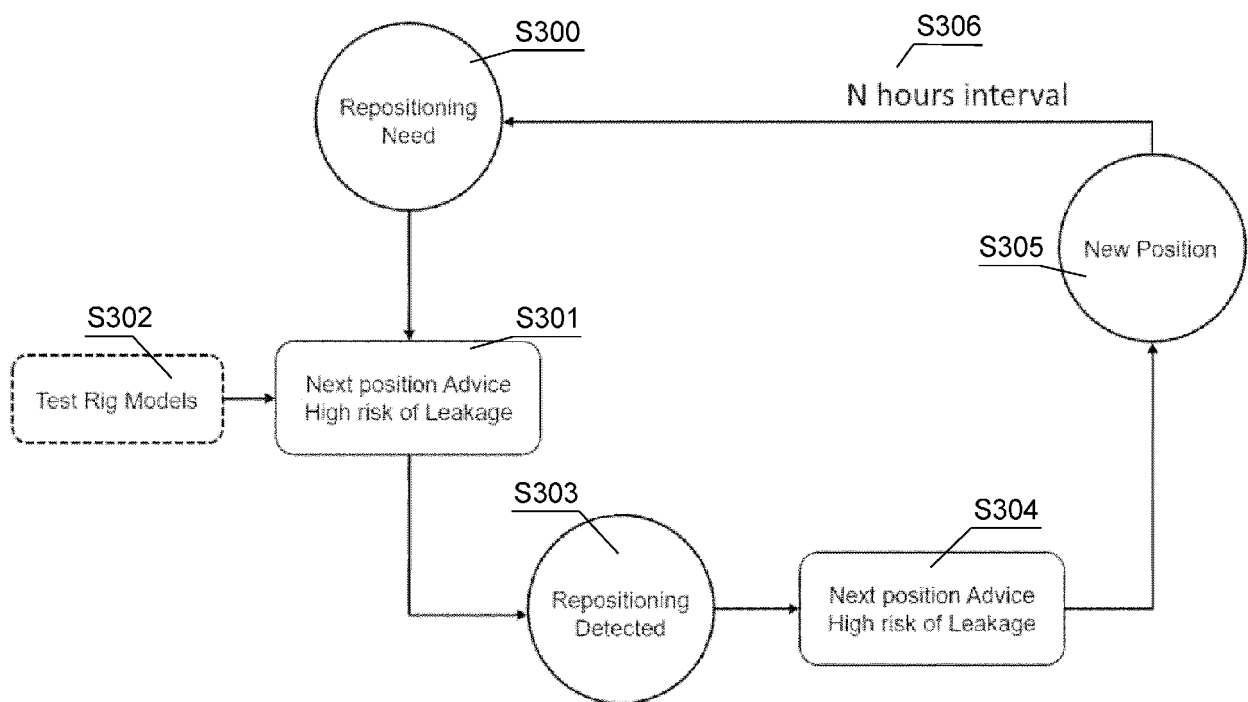 S300
Repositioning
Need
S306
N hours interval
S305
New Position
S302
Test Rig Models
S301
Next position Advice
High risk of Leakage
S303
Repositioning
Detected
S304
Next position Advice
High risk of Leakage